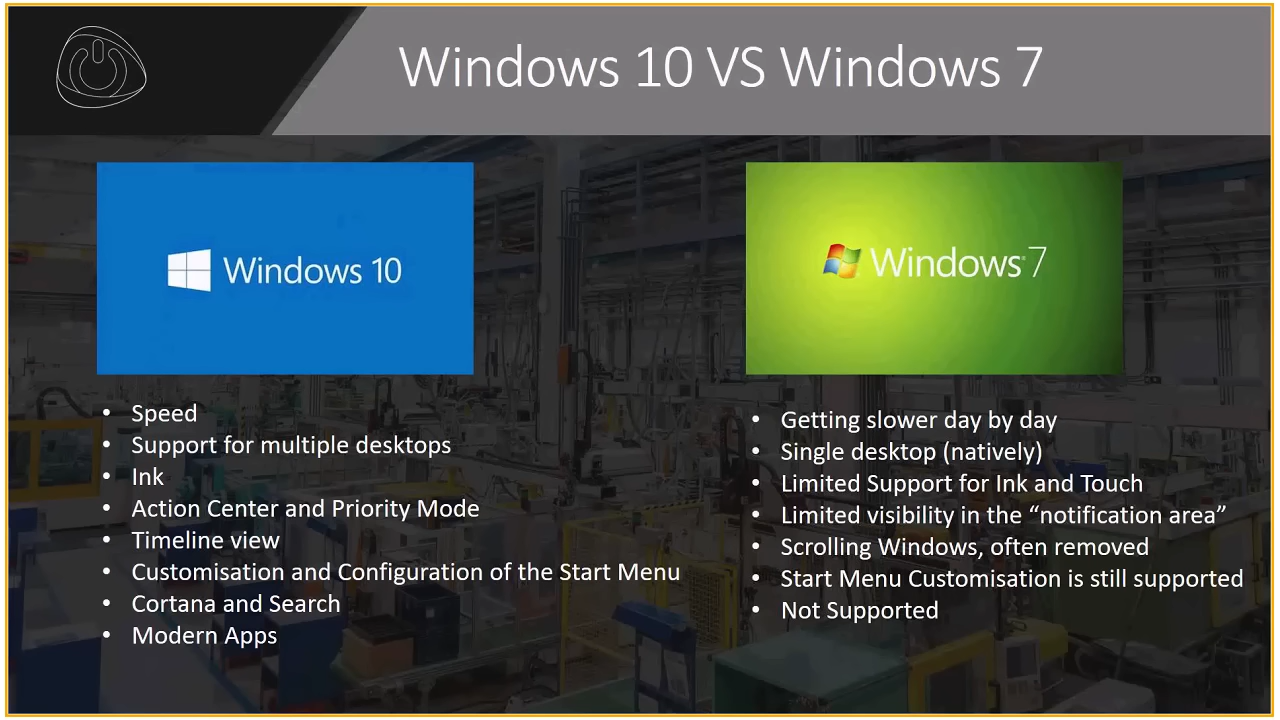 Windows 10 VS Windows 7
Windows 10
• Speed
• Support for multiple desktops
• Ink
• Action Center and Priority Mode
• Timeline view
• Customisation and Configuration of the Start Menu
• Cortana and Search
• Modern Apps
Windows 7
• Getting slower day by day
• Single desktop (natively)
• Limited Support for Ink and Touch
• Limited visibility in the “notification area”
• Scrolling Windows, often removed
• Start Menu Customisation is still supported
• Not Supported